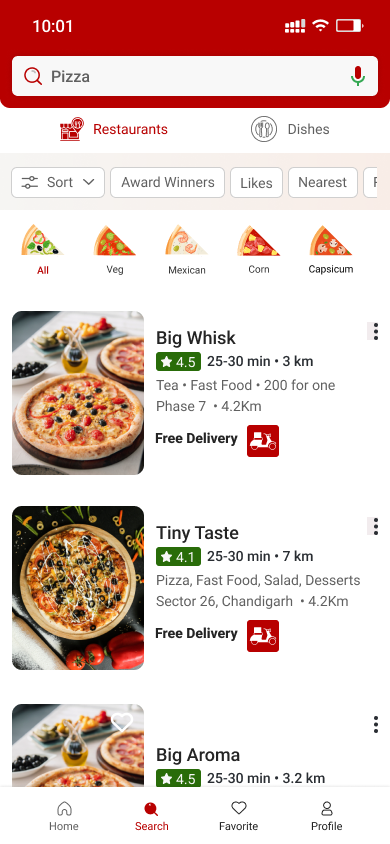 10:01
Pizza
Restaurants
Dishes
Sort
Award Winners
Likes
Nearest
All
Veg
Mexican
Corn
Capsicum
Big Whisk
4.5 25-30 min • 3 km
Tea • Fast Food • 200 for one
Phase 7 • 4.2Km
Free Delivery
Tiny Taste
4.1 25-30 min • 7 km
Pizza, Fast Food, Salad, Desserts
Sector 26, Chandigarh • 4.2Km
Free Delivery
Big Aroma
4.5 25-30 min • 3.2 km
Home
Search
Favorite
Profile